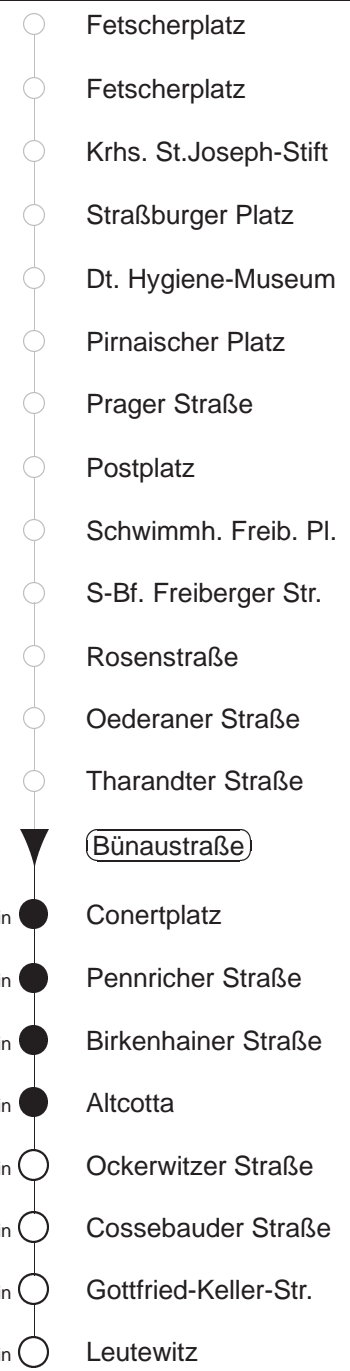 Fetscherplatz
Fetscherplatz
Krhs. St.Joseph-Stift
Straßburger Platz
Dt. Hygiene-Museum
Pirnaischer Platz
Prager Straße
Postplatz
Schwimmh. Freib. Pl.
S-Bf. Freiberger Str.
Rosenstraße
Oederaner Straße
Tharandter Straße
Bünaustraße
Conertplatz
Pennricher Straße
Birkenhainer Straße
Altcotta
Ockerwitzer Straße
Cossebauder Straße
Gottfried-Keller-Str.
Leutewitz